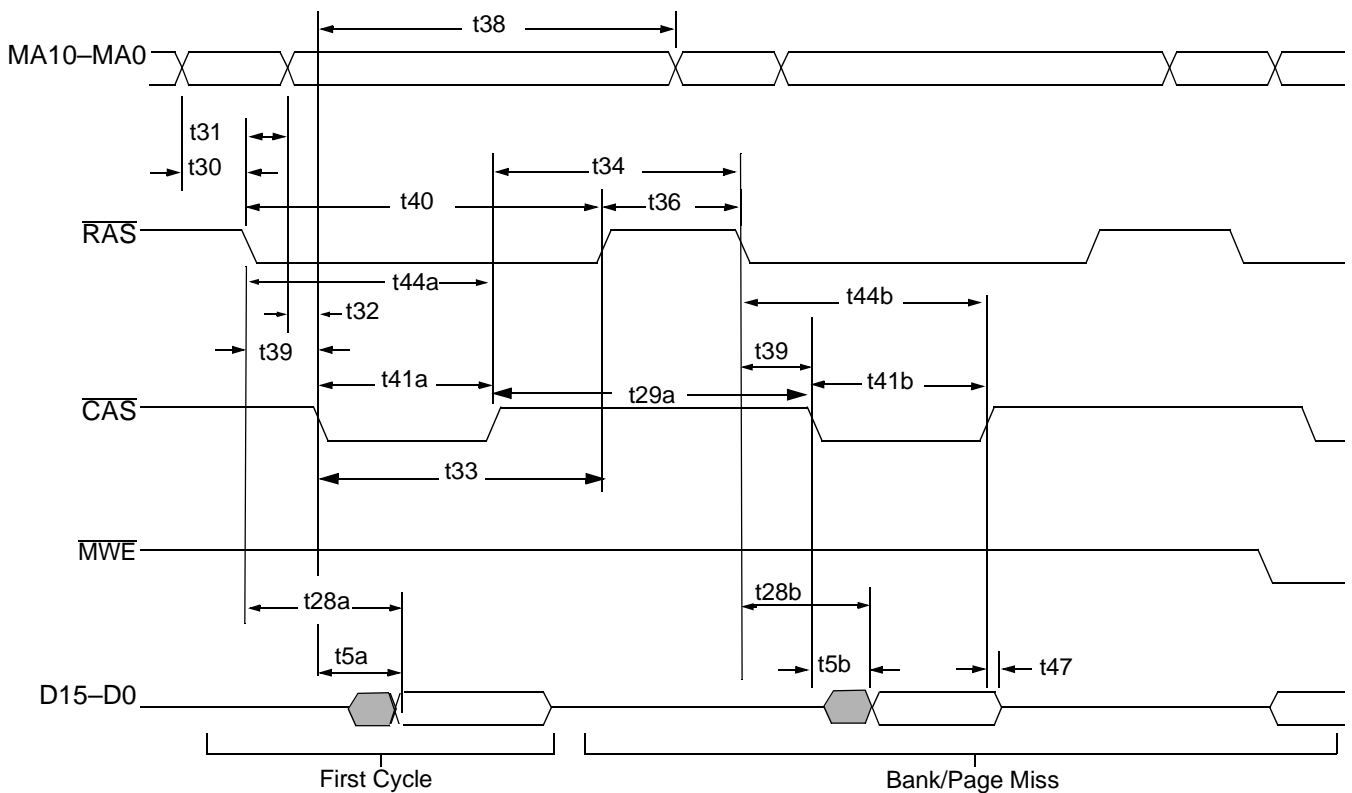 t38
MA10–MA0
t31
t30
t34
t40
t36
RAS
t44a
t44b
t32
t39
t39
t41a
t41b
t29a
CAS
t33
MWE
t28a
t28b
t5a
t5b
t47
D15–D0
First Cycle
Bank/Page Miss